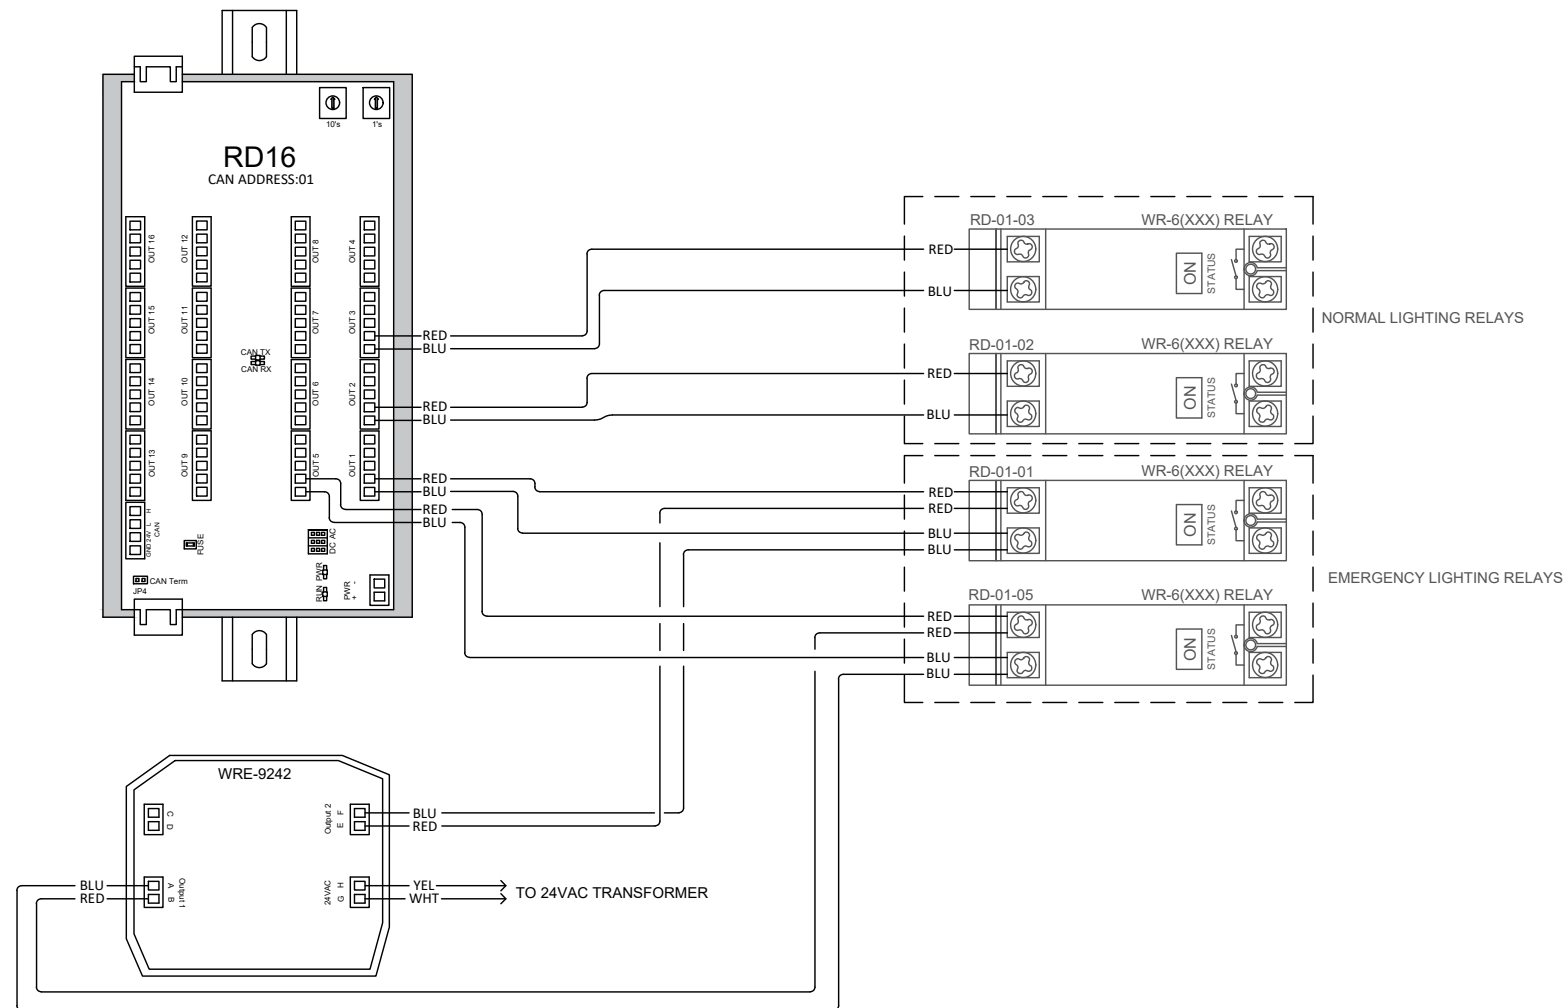 10's
1's
RD16
CAN ADDRESS:01
OUT 16
OUT 12
OUT 8
OUT 4
OUT 15
OUT 11
OUT 7
OUT 3
CAN TX
CAN RX
OUT 14
OUT 10
OUT 6
OUT 2
OUT 13
OUT 9
OUT 5
OUT 1
GND 24V L H
CAN
FUSE
DC AC
CAN Term
JP4
RUN PWR
PWR
+ -
RED
BLU
RED
BLU
RED
BLU
RED
BLU
RD-01-03 WR-6(XXX) RELAY
RED
BLU
ON
STATUS
RD-01-02 WR-6(XXX) RELAY
RED
BLU
ON
STATUS
NORMAL LIGHTING RELAYS
RD-01-01 WR-6(XXX) RELAY
RED
RED
BLU
BLU
ON
STATUS
RD-01-05 WR-6(XXX) RELAY
RED
RED
BLU
BLU
ON
STATUS
EMERGENCY LIGHTING RELAYS
WRE-9242
C
D
Output 2
F
E
BLU
RED
BLU
RED
A
B
Output 1
24VAC
H
G
YEL
WHT
TO 24VAC TRANSFORMER